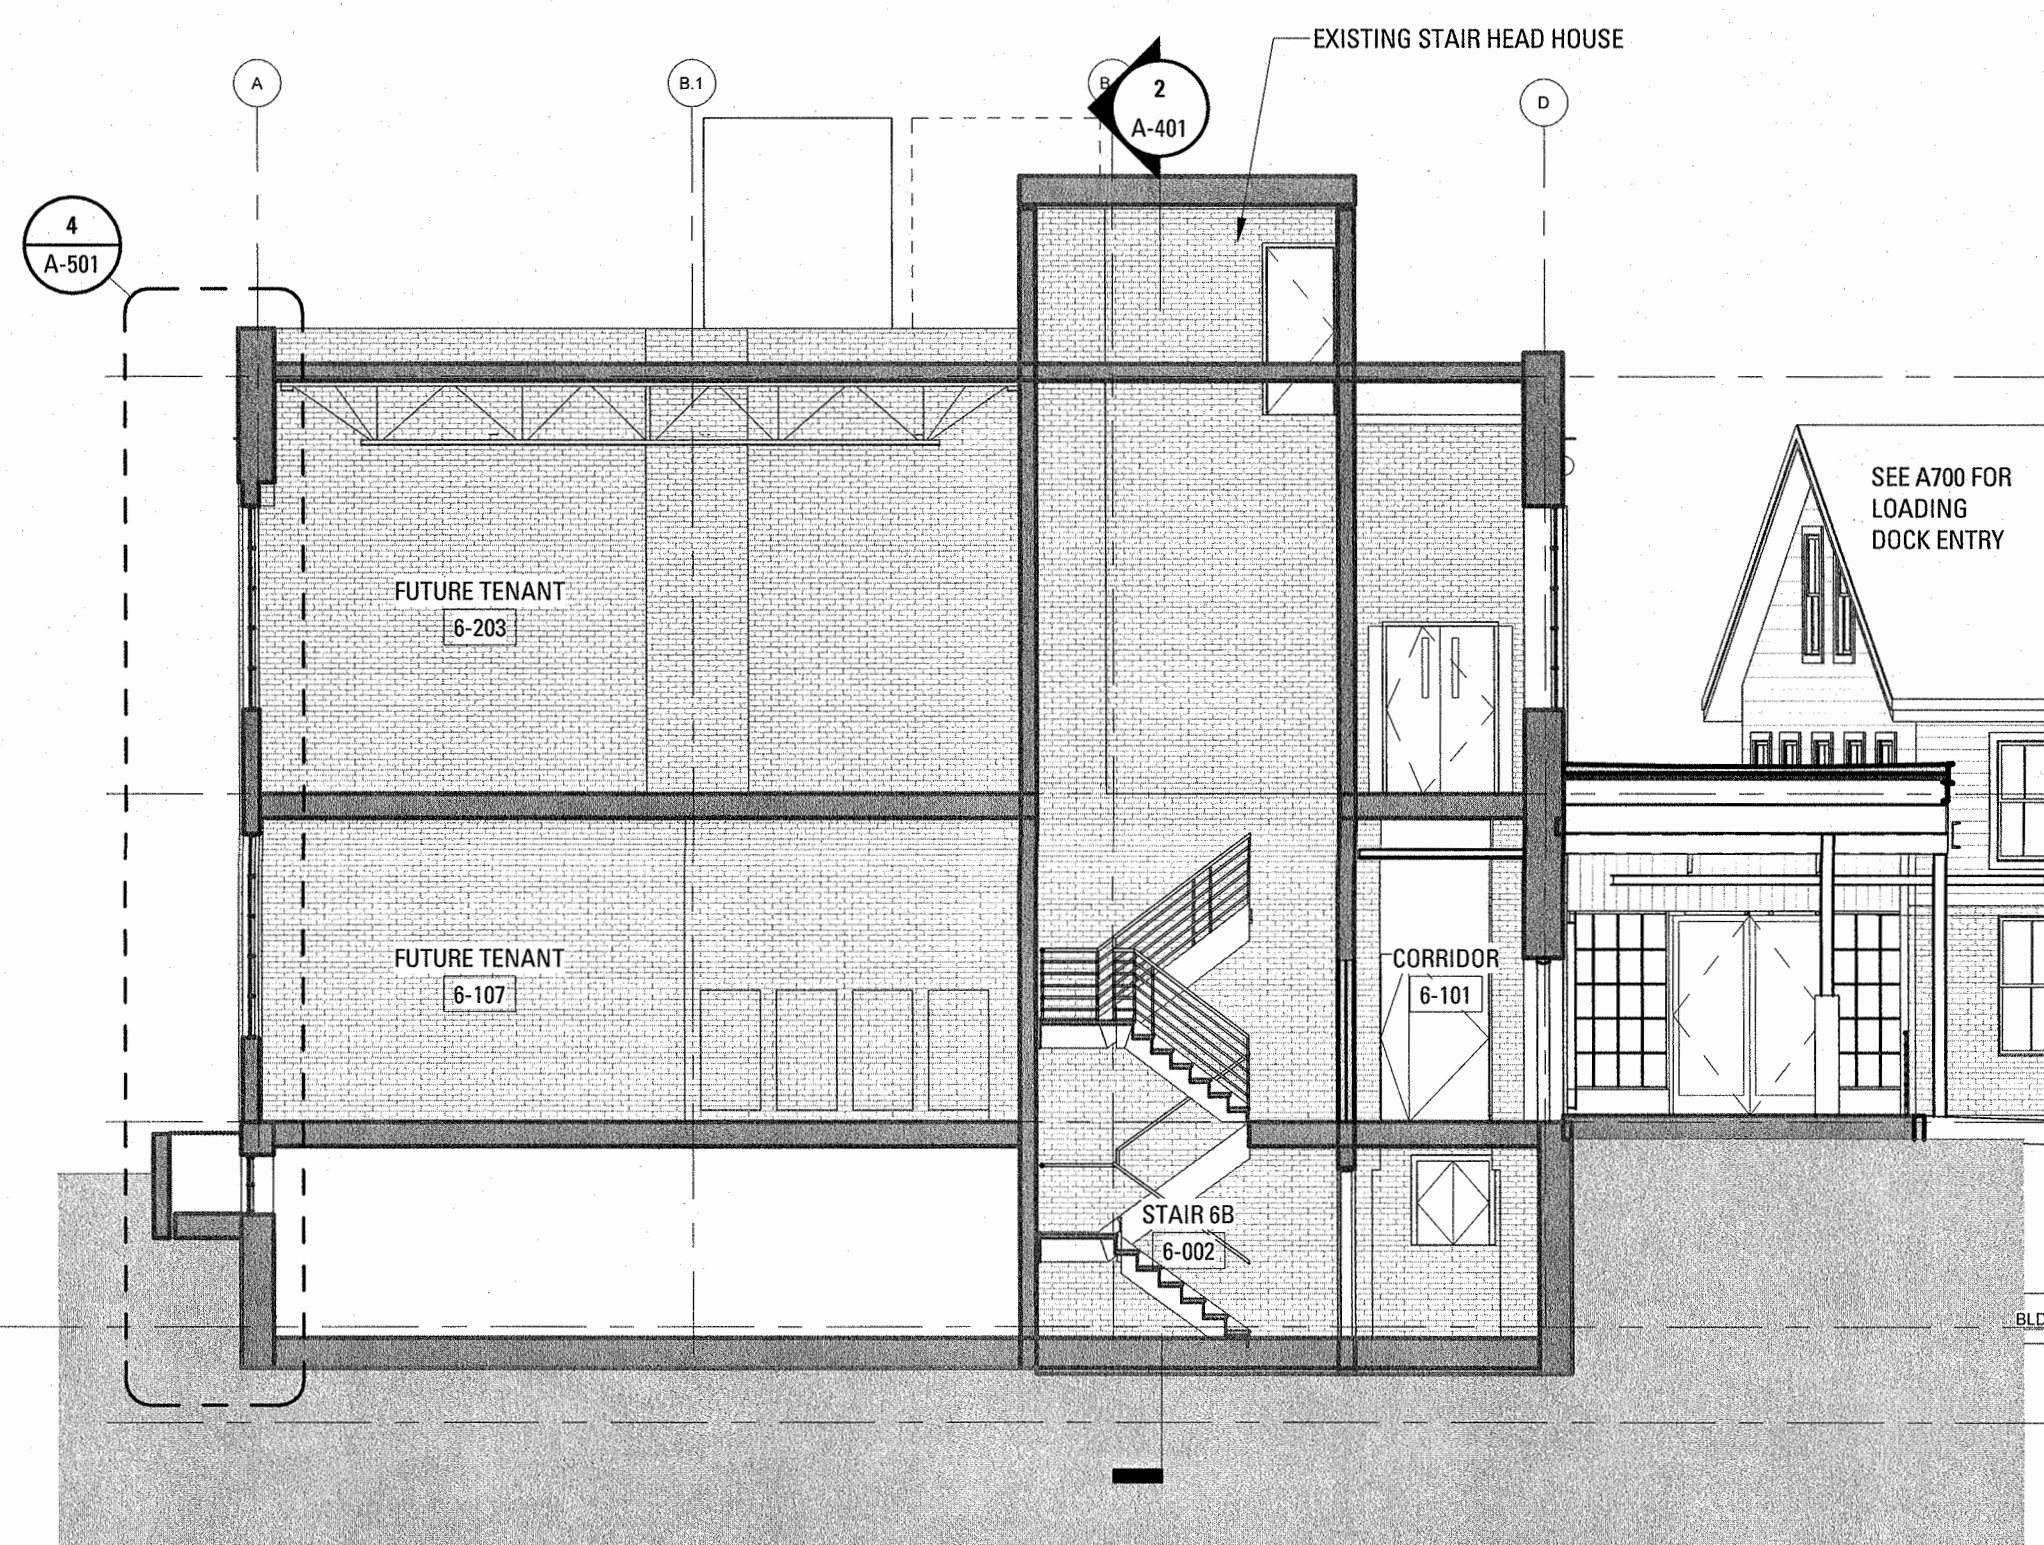 EXISTING STAIR HEAD HOUSE
A
B.1
B
2
A-401
D
4
A-501
SEE A700 FOR
LOADING
DOCK ENTRY
FUTURE TENANT
6-203
FUTURE TENANT
6-107
CORRIDOR
6-101
STAIR 6B
6-002
BLD